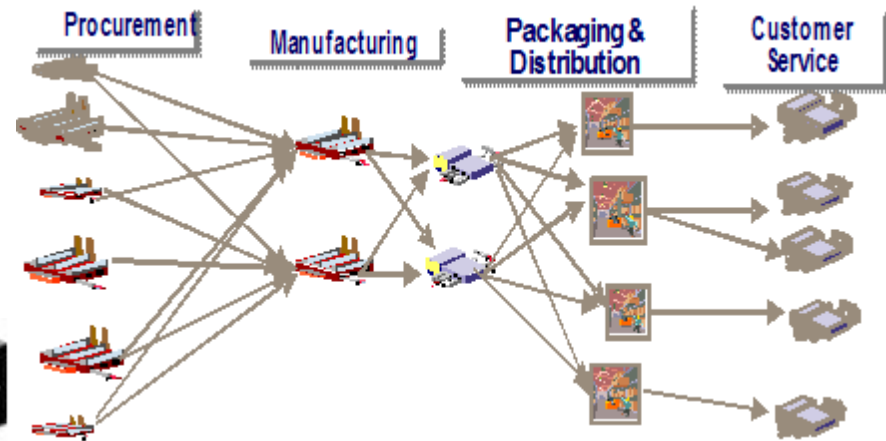 Procurement
Manufacturing
Packaging &
Distribution
Customer
Service